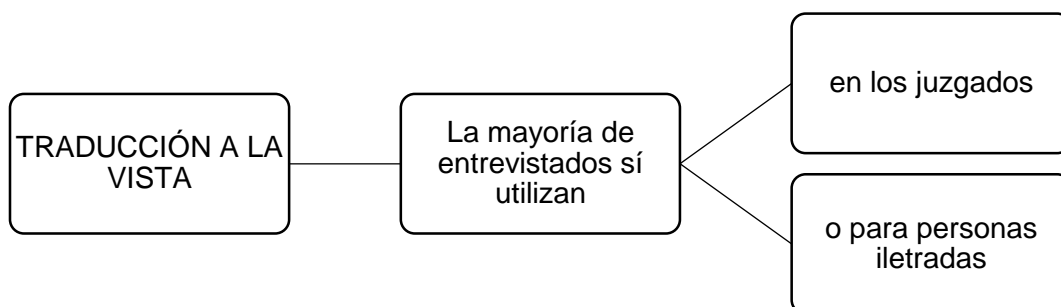 TRADUCCIÓN A LA
VISTA
La mayoría de
entrevistados sí
utilizan
en los juzgados
o para personas
iletradas